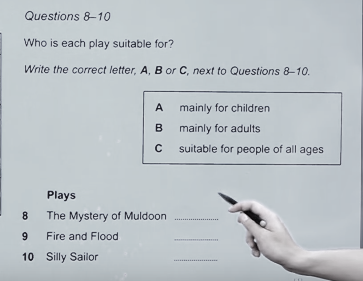 Questions 8–10
Who is each play suitable for?
Write the correct letter, A, B or C, next to Questions 8–10.
A mainly for children
B mainly for adults
C suitable for people of all ages
Plays
8 The Mystery of Muldoon ....................
9 Fire and Flood ....................
10 Silly Sailor ....................